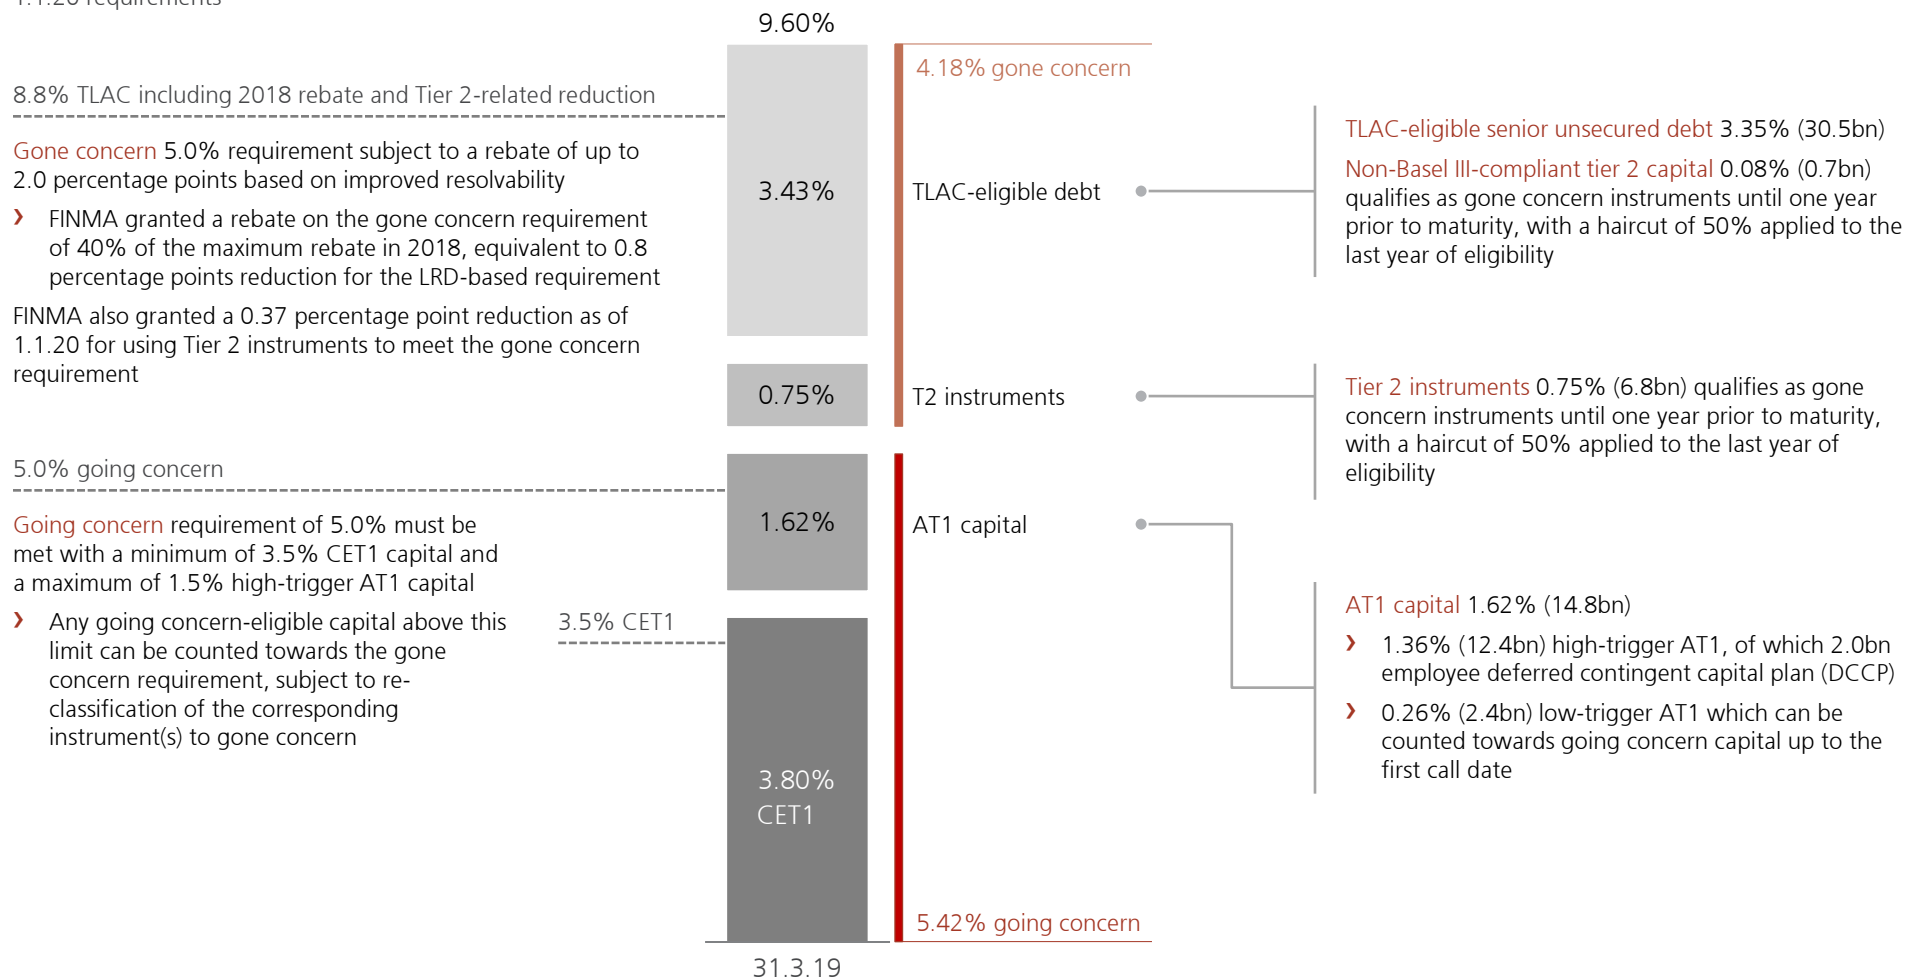 1.1.20 requirements
9.60%
4.18% gone concern
8.8% TLAC including 2018 rebate and Tier 2-related reduction
Gone concern 5.0% requirement subject to a rebate of up to
2.0 percentage points based on improved resolvability
› FINMA granted a rebate on the gone concern requirement
of 40% of the maximum rebate in 2018, equivalent to 0.8
percentage points reduction for the LRD-based requirement
FINMA also granted a 0.37 percentage point reduction as of
1.1.20 for using Tier 2 instruments to meet the gone concern
requirement
3.43%
TLAC-eligible debt
TLAC-eligible senior unsecured debt 3.35% (30.5bn)
Non-Basel III-compliant tier 2 capital 0.08% (0.7bn)
qualifies as gone concern instruments until one year
prior to maturity, with a haircut of 50% applied to the
last year of eligibility
0.75%
T2 instruments
Tier 2 instruments 0.75% (6.8bn) qualifies as gone
concern instruments until one year prior to maturity,
with a haircut of 50% applied to the last year of
eligibility
5.0% going concern
Going concern requirement of 5.0% must be
met with a minimum of 3.5% CET1 capital and
a maximum of 1.5% high-trigger AT1 capital
› Any going concern-eligible capital above this
limit can be counted towards the gone
concern requirement, subject to re-
classification of the corresponding
instrument(s) to gone concern
1.62%
AT1 capital
3.5% CET1
AT1 capital 1.62% (14.8bn)
› 1.36% (12.4bn) high-trigger AT1, of which 2.0bn
employee deferred contingent capital plan (DCCP)
› 0.26% (2.4bn) low-trigger AT1 which can be
counted towards going concern capital up to the
first call date
3.80%
CET1
5.42% going concern
31.3.19